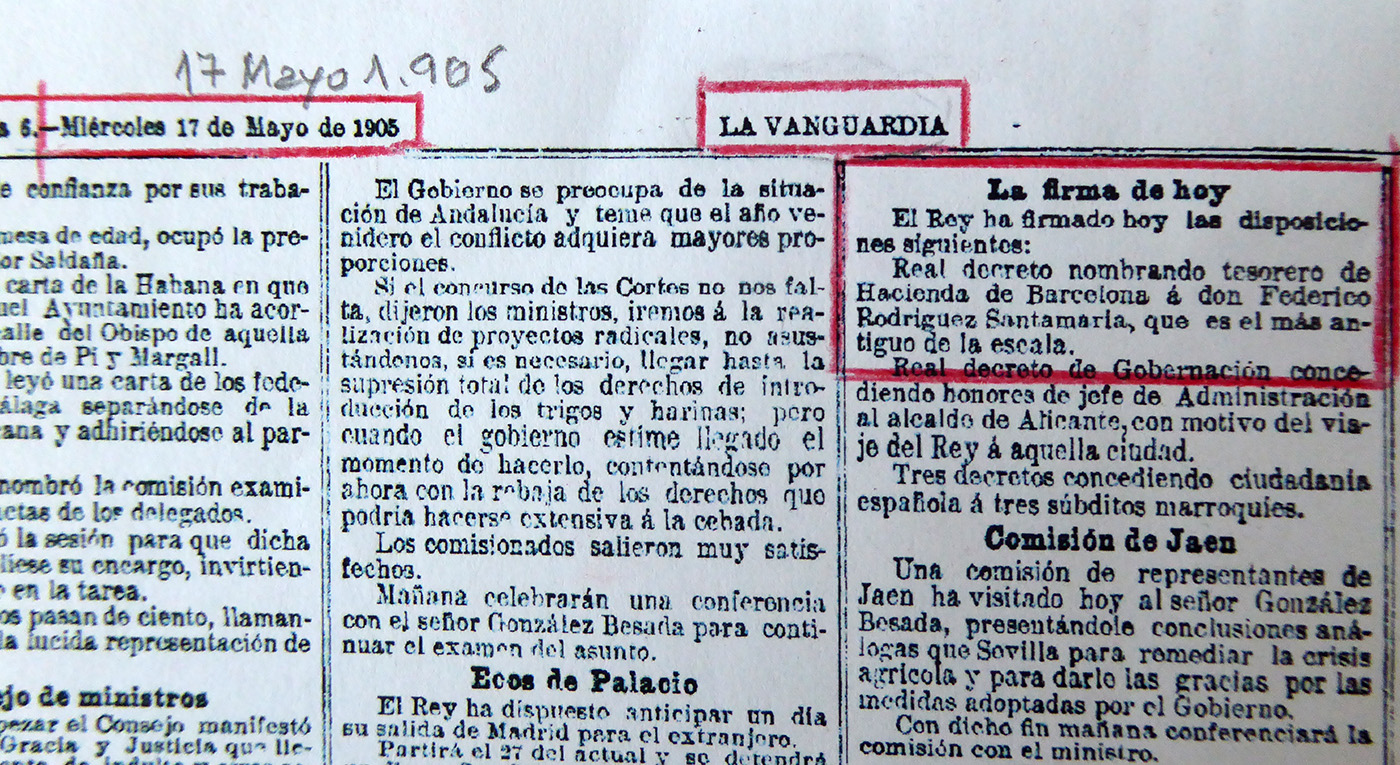 17 Mayo 1.905
6.—Miércoles 17 de Mayo de 1905
LA VANGUARDIA
e confianza por sus traba-
mesa de edad, ocupó la pre-
or Saldaña.
carta de la Habana en que
uel Ayuntamiento ha acor-
calle del Obispo de aquella
bre de Pi y Margall.
leyó una carta de los fede-
álaga separándose de la
cana y adhiriéndose al par-
nombró la comisión exami-
actas de los delegados.
ó la sesión para que dicha
pliese su encargo, invirtien-
en la tarea.
os pasan de ciento, llaman-
la lucida representación de
ejo de ministros
pezar el Consejo manifestó
Gracia y Justicia que lle-
El Gobierno se preocupa de la situa-
ción de Andalucía y teme que el año ve-
nidero el conflicto adquiera mayores pro-
porciones.
Si el concurso de las Cortes no nos fal-
ta, dijeron los ministros, iremos á la rea-
lización de proyectos radicales, no asus-
tándonos, si es necesario, llegar hasta la
supresión total de los derechos de intro-
ducción de los trigos y harinas; pero
cuando el gobierno estime llegado el
momento de hacerlo, contentándose por
ahora con la rebaja de los derechos que
podría hacerse extensiva á la cebada.
Los comisionados salieron muy satis-
fechos.
Mañana celebrarán una conferencia
con el señor González Besada para conti-
nuar el examen del asunto.
Ecos de Palacio
El Rey ha dispuesto anticipar un día
su salida de Madrid para el extranjero.
Partirá el 27 del actual y se detendrá
La firma de hoy
El Rey ha firmado hoy las disposicio-
nes siguientes:
Real decreto nombrando tesorero de
Hacienda de Barcelona á don Federico
Rodriguez Santamaría, que es el más an-
tiguo de la escala.
Real decreto de Gobernación conce-
diendo honores de jefe de Administración
al alcalde de Alicante, con motivo del via-
je del Rey á aquella ciudad.
Tres decretos concediendo ciudadanía
española á tres súbditos marroquíes.
Comisión de Jaen
Una comisión de representantes de
Jaen ha visitado hoy al señor González
Besada, presentándole conclusiones aná-
logas que Sevilla para remediar la crisis
agrícola y para darle las gracias por las
medidas adoptadas por el Gobierno.
Con dicho fin mañana conferenciará la
comisión con el ministro.